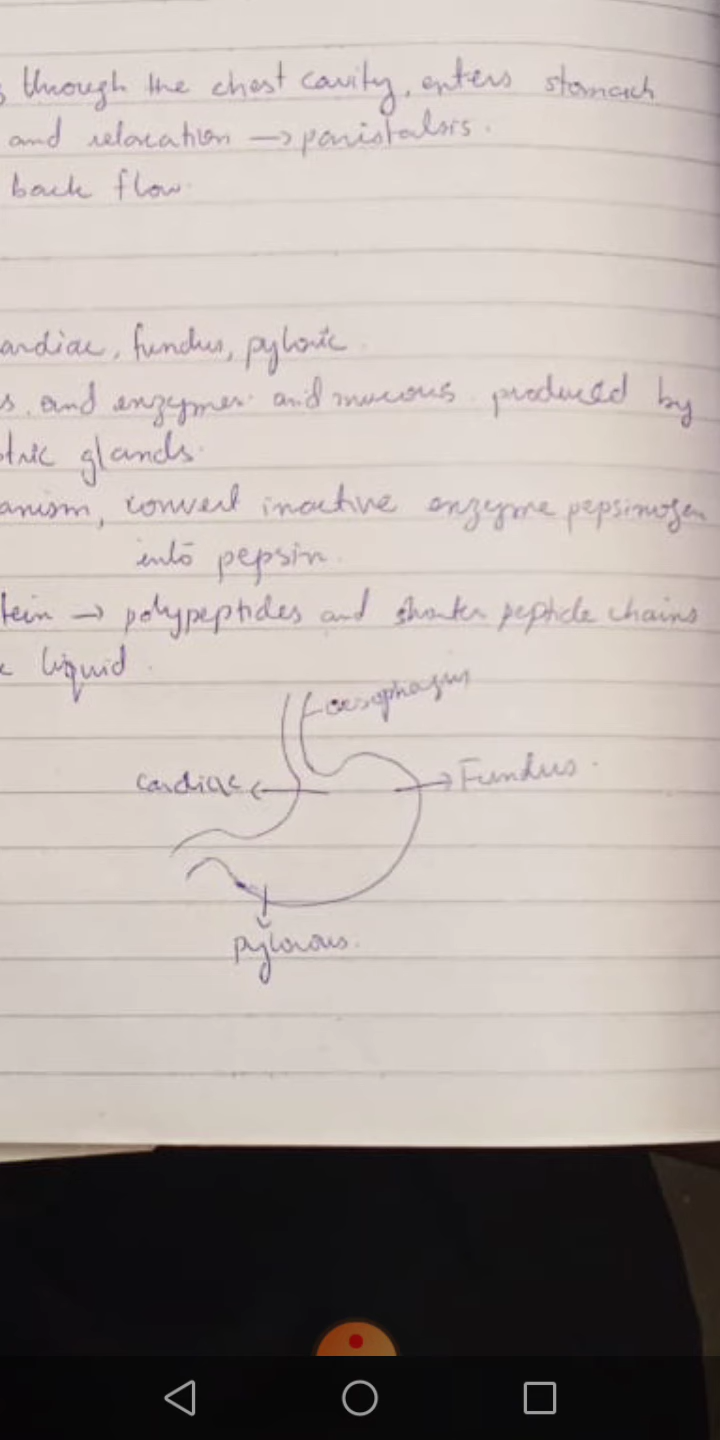 through the chest cavity, enters stomach
and relaxation → peristalsis.
back flow.
ardiac, fundus, pyloric.
s, and enzymes and mucous produced by
tric glands.
anism, convert inactive enzyme pepsinogen
into pepsin.
tein → polypeptides and shorter peptide chains
liquid.
oesophagus
Cardiac
Fundus.
Pylorous.